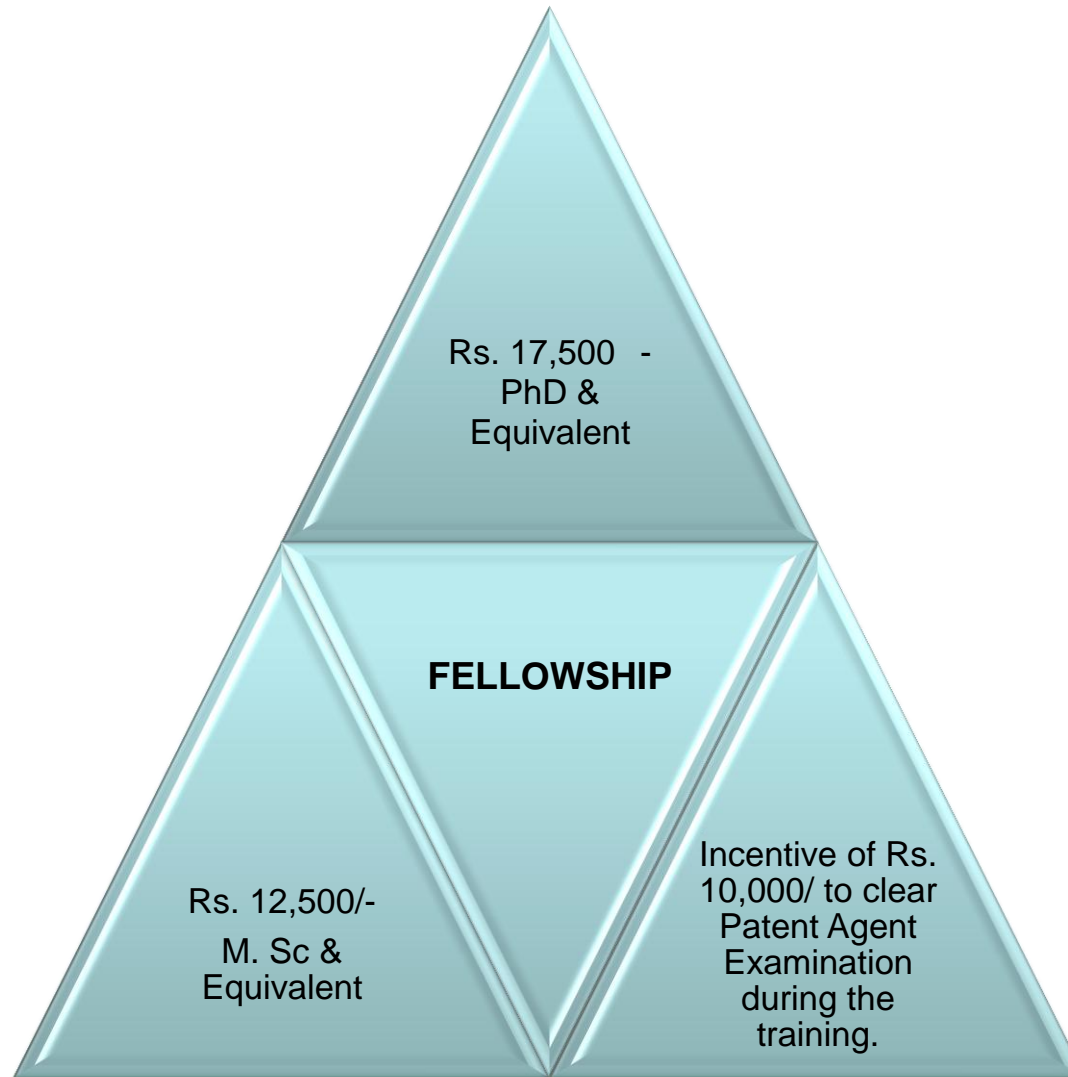 Rs. 17,500 -
PhD &
Equivalent
FELLOWSHIP
Rs. 12,500/-
M. Sc &
Equivalent
Incentive of Rs.
10,000/ to clear
Patent Agent
Examination
during the
training.